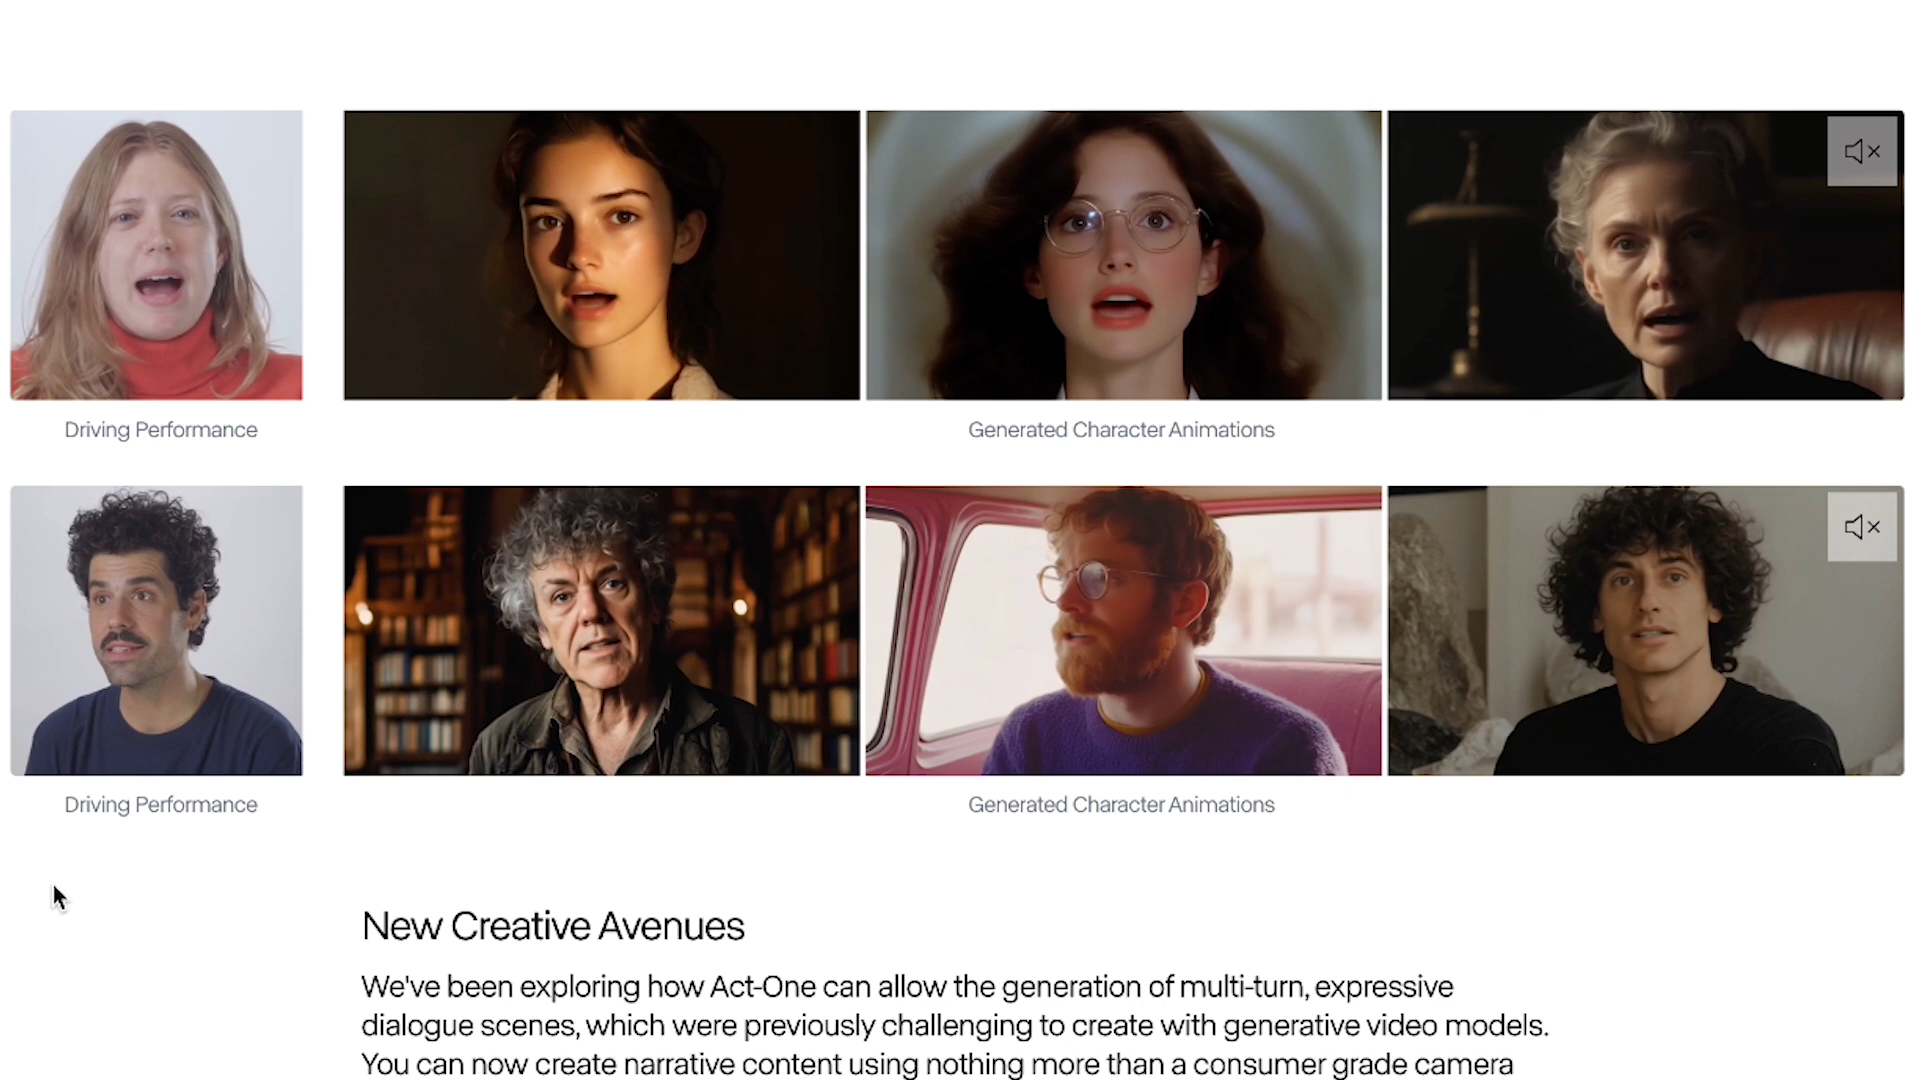 Driving Performance
Generated Character Animations
Driving Performance
Generated Character Animations
New Creative Avenues
We've been exploring how Act-One can allow the generation of multi-turn, expressive
dialogue scenes, which were previously challenging to create with generative video models.
You can now create narrative content using nothing more than a consumer grade camera